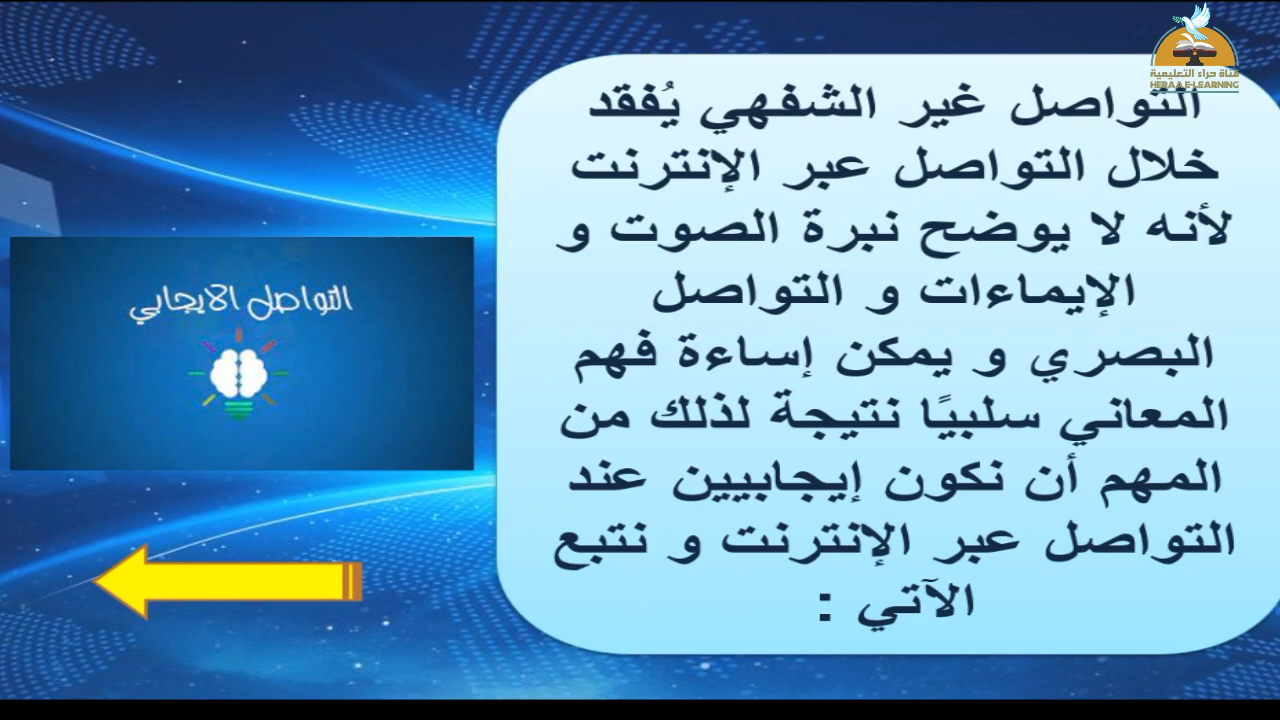 قناة حراء التعليمية
HERAA E-LEARNING
التواصل غير الشفهي يُفقد
خلال التواصل عبر الإنترنت
لأنه لا يوضح نبرة الصوت و
الإيماءات و التواصل
البصري و يمكن إساءة فهم
المعاني سلبيًا نتيجة لذلك من
المهم أن نكون إيجابيين عند
التواصل عبر الإنترنت و نتبع
الآتي :
التواصل الايجابي